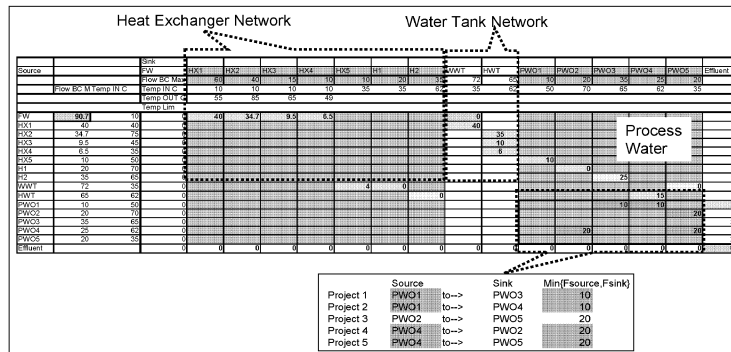 Heat Exchanger Network Water Tank Network
Sink
Source FW HX1 HX2 HX3 HX4 HX5 H1 H2 WWT HWT PWO1 PWO2 PWO3 PWO4 PWO5 Effluent
Flow BC Max 60 40 15 10 10 20 35 72 65 10 20 35 25 20
Flow BC M Temp IN C Temp IN C 10 10 10 10 35 35 62 35 62 50 70 65 62 35
Temp OUT C 55 85 65 49
Temp Lim
FW 90.7 10 40 34.7 9.5 6.5 0
HX1 40 40 0 40
HX2 34.7 75 0 35
HX3 9.5 45 0 10
HX4 6.5 35 0 6
HX5 10 50 0 10
H1 20 70 0 0
H2 35 65 0 25
WWT 72 35 0 4 0 0
HWT 65 62 0 0 15
PWO1 10 50 0 10 10
PWO2 20 70 0 20
PWO3 35 65 0
PWO4 25 62 0 20 20
PWO5 20 35 0
Effluent 0 0 0 0 0 0 0 0 0 0 0 0 0 0 0
Process
Water
Source Sink Min{Fsource,Fsink}
Project 1 PWO1 to--> PWO3 10
Project 2 PWO1 to--> PWO4 10
Project 3 PWO2 to--> PWO5 20
Project 4 PWO4 to--> PWO2 20
Project 5 PWO4 to--> PWO5 20